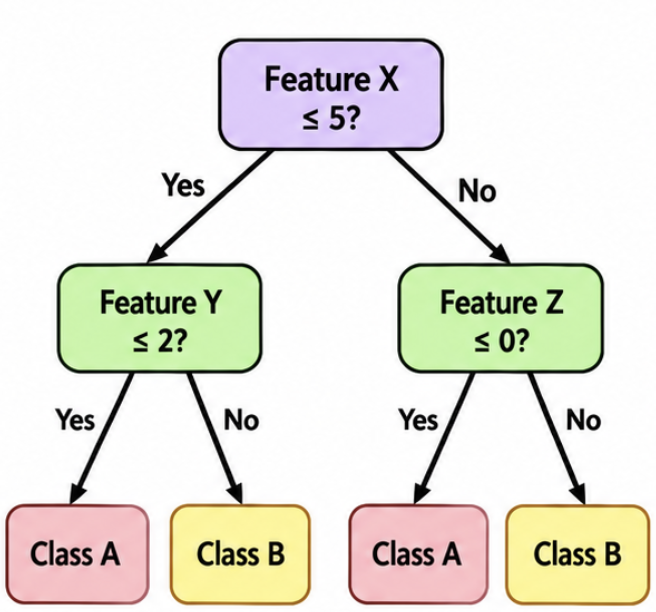 Feature X
≤ 5?
Yes
No
Feature Y
≤ 2?
Feature Z
≤ 0?
Yes
No
Yes
No
Class A
Class B
Class A
Class B